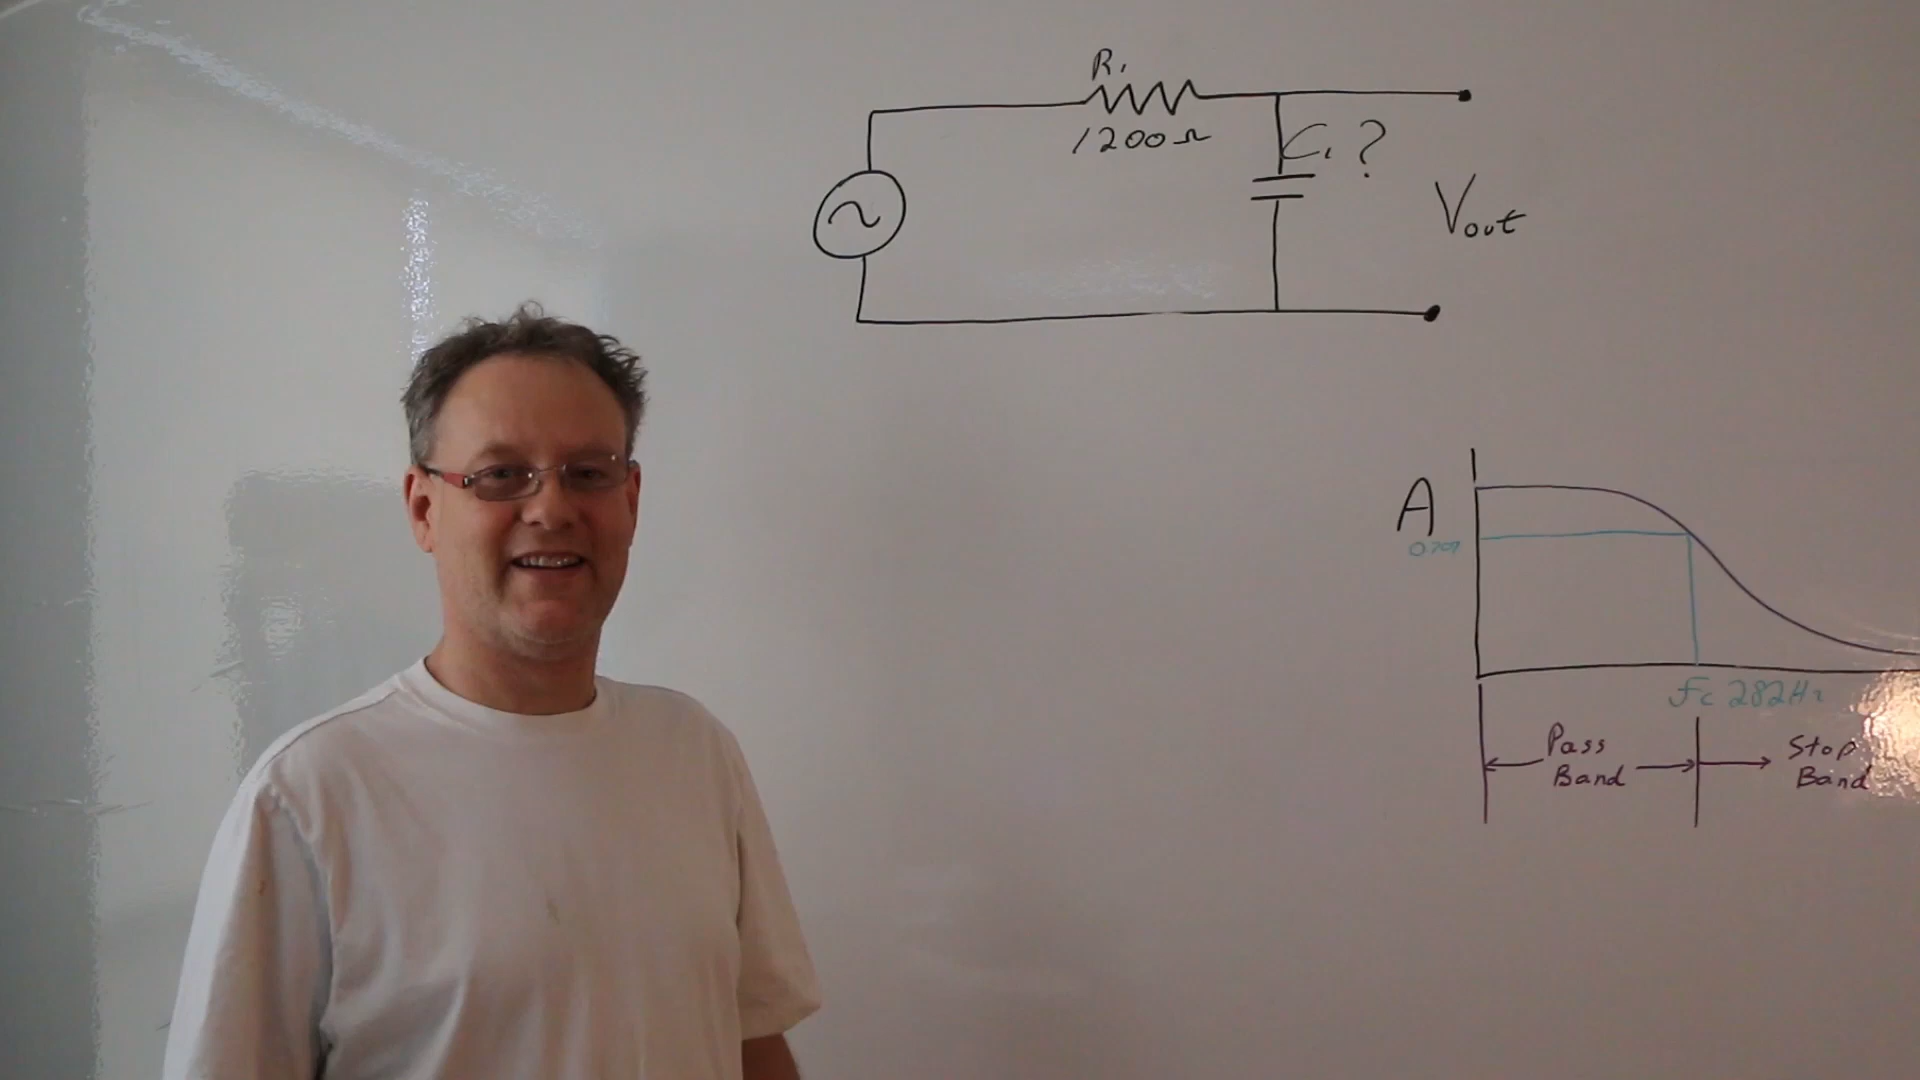 R1
1200Ω
C1 ?
Vout
A
0.707
fc 282Hz
Pass Band
Stop Band